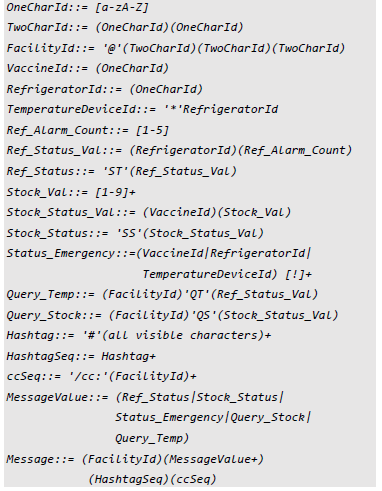 OneCharId::= [a-zA-Z]
TwoCharId::= (OneCharId)(OneCharId)
FacilityId::= '@'(TwoCharId)(TwoCharId)(TwoCharId)
VaccineId::= (OneCharId)
RefrigeratorId::= (OneCharId)
TemperatureDeviceId::= '*'RefrigeratorId
Ref_Alarm_Count::= [1-5]
Ref_Status_Val::= (RefrigeratorId)(Ref_Alarm_Count)
Ref_Status::= 'ST'(Ref_Status_Val)
Stock_Val::= [1-9]+
Stock_Status_Val::= (VaccineId)(Stock_Val)
Stock_Status::= 'SS'(Stock_Status_Val)
Status_Emergency::=(VaccineId|RefrigeratorId|
TemperatureDeviceId) [!]+
Query_Temp::= (FacilityId)'QT'(Ref_Status_Val)
Query_Stock::= (FacilityId)'QS'(Stock_Status_Val)
Hashtag::= '#'(all visible characters)+
HashtagSeq::= Hashtag+
ccSeq::= '/cc:'(FacilityId)+
MessageValue::= (Ref_Status|Stock_Status|
Status_Emergency|Query_Stock|
Query_Temp)
Message::= (FacilityId)(MessageValue+)
(HashtagSeq)(ccSeq)